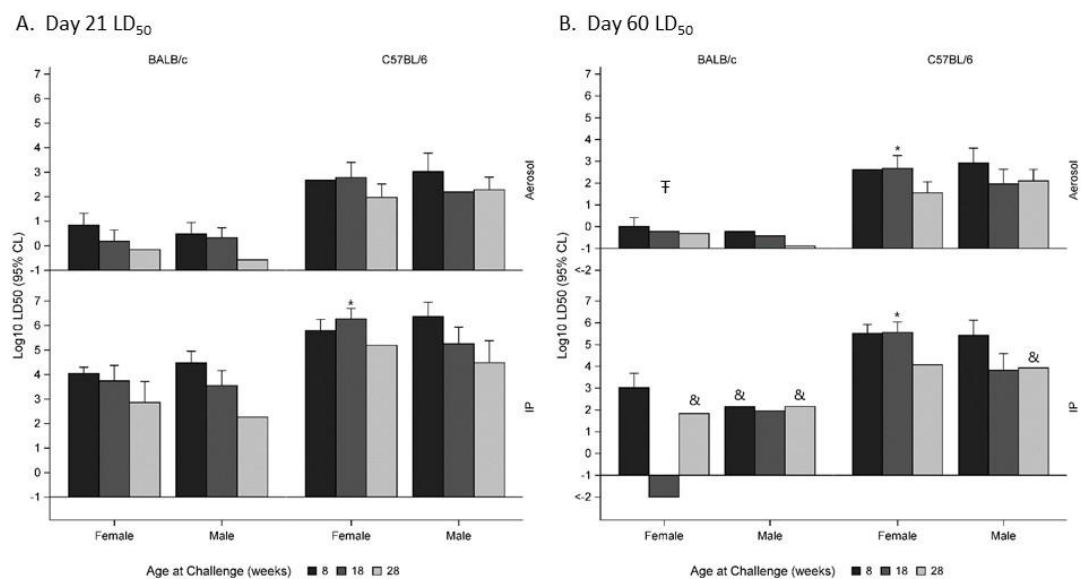 A. Day 21 LD50
BALB/c
C57BL/6
7
6
5
4
3
2
1
0
-1
Aerosol
7
6
5
4
3
2
1
0
-1
*
IP
Log10 LD50 (95% CL)
Female
Male
Female
Male
Age at Challenge (weeks) 8 18 28
B. Day 60 LD50
BALB/c
C57BL/6
7
6
5
4
3
2
1
0
-1
<-2
Ŧ
*
Aerosol
7
6
5
4
3
2
1
0
-1
<-2
& & & * &
IP
Log10 LD50 (95% CL)
Female
Male
Female
Male
Age at Challenge (weeks) 8 18 28